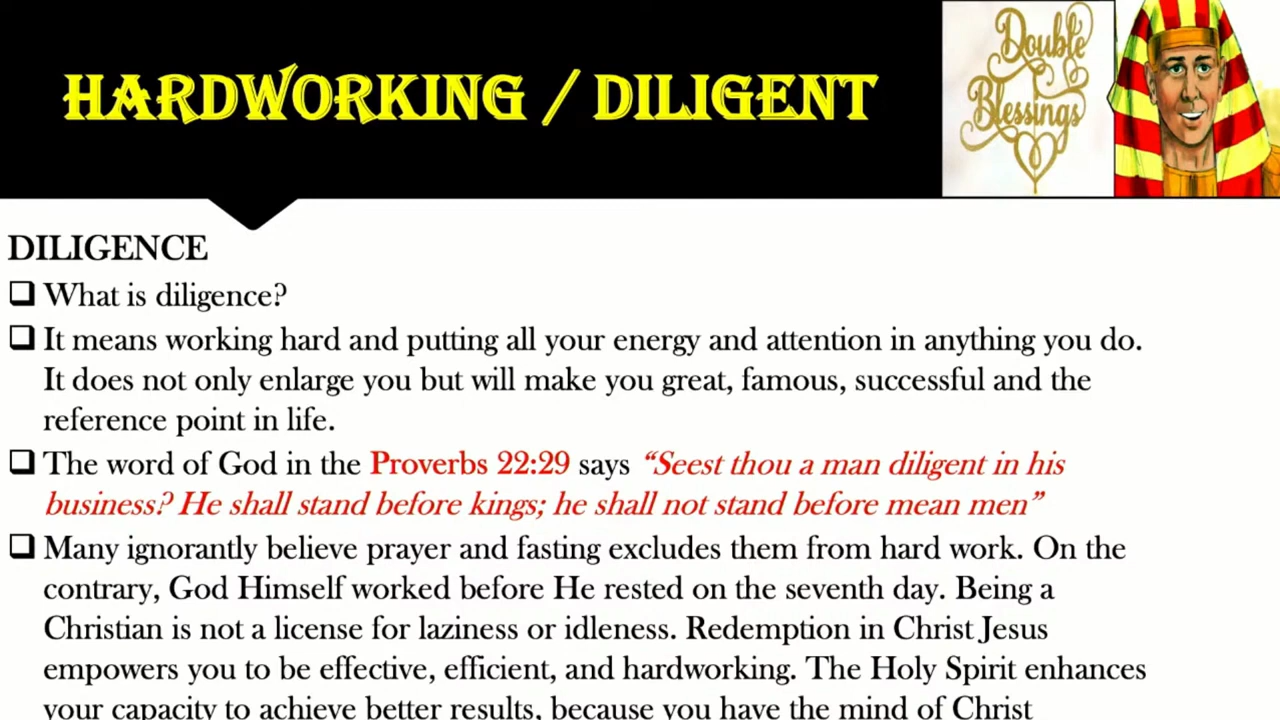 HARDWORKING / DILIGENT
Double
Blessings
DILIGENCE
❑ What is diligence?
❑ It means working hard and putting all your energy and attention in anything you do.
It does not only enlarge you but will make you great, famous, successful and the
reference point in life.
❑ The word of God in the Proverbs 22:29 says “Seest thou a man diligent in his
business? He shall stand before kings; he shall not stand before mean men”
❑ Many ignorantly believe prayer and fasting excludes them from hard work. On the
contrary, God Himself worked before He rested on the seventh day. Being a
Christian is not a license for laziness or idleness. Redemption in Christ Jesus
empowers you to be effective, efficient, and hardworking. The Holy Spirit enhances
your capacity to achieve better results, because you have the mind of Christ